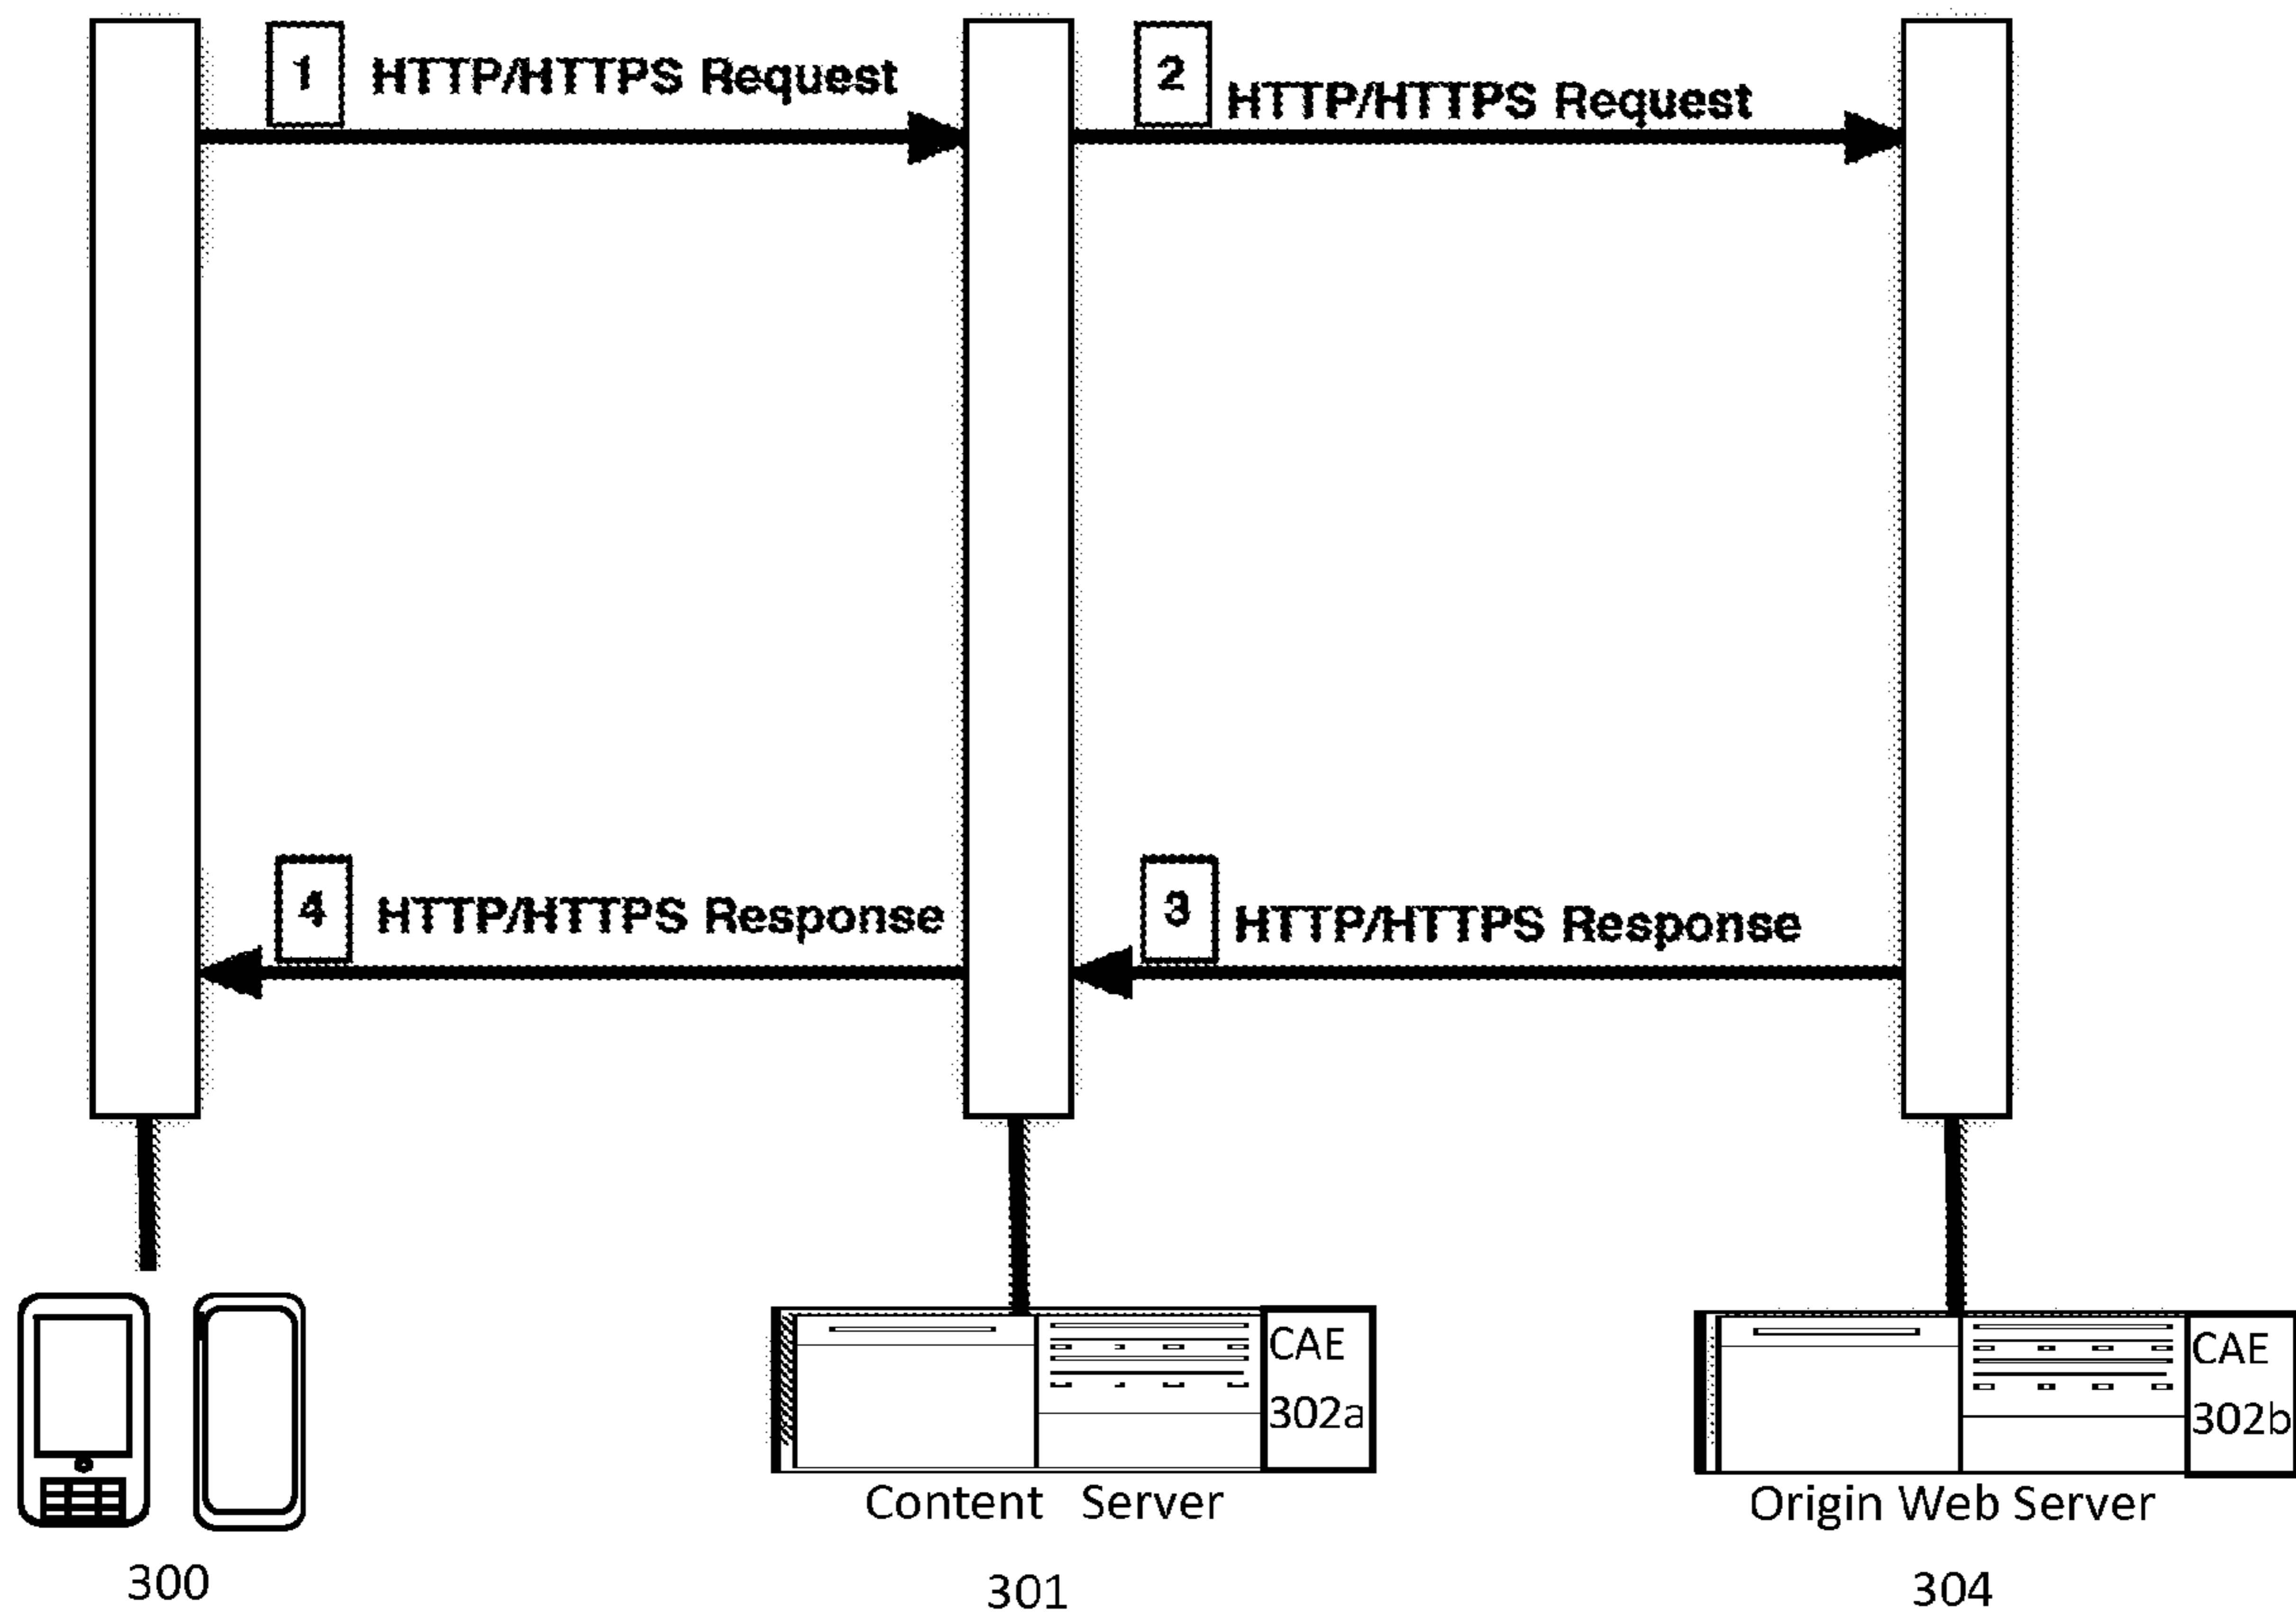 1 HTTP/HTTPS Request
2 HTTP/HTTPS Request
4 HTTP/HTTPS Response
3 HTTP/HTTPS Response
CAE
302a
CAE
302b
Content Server
Origin Web Server
300
301
304